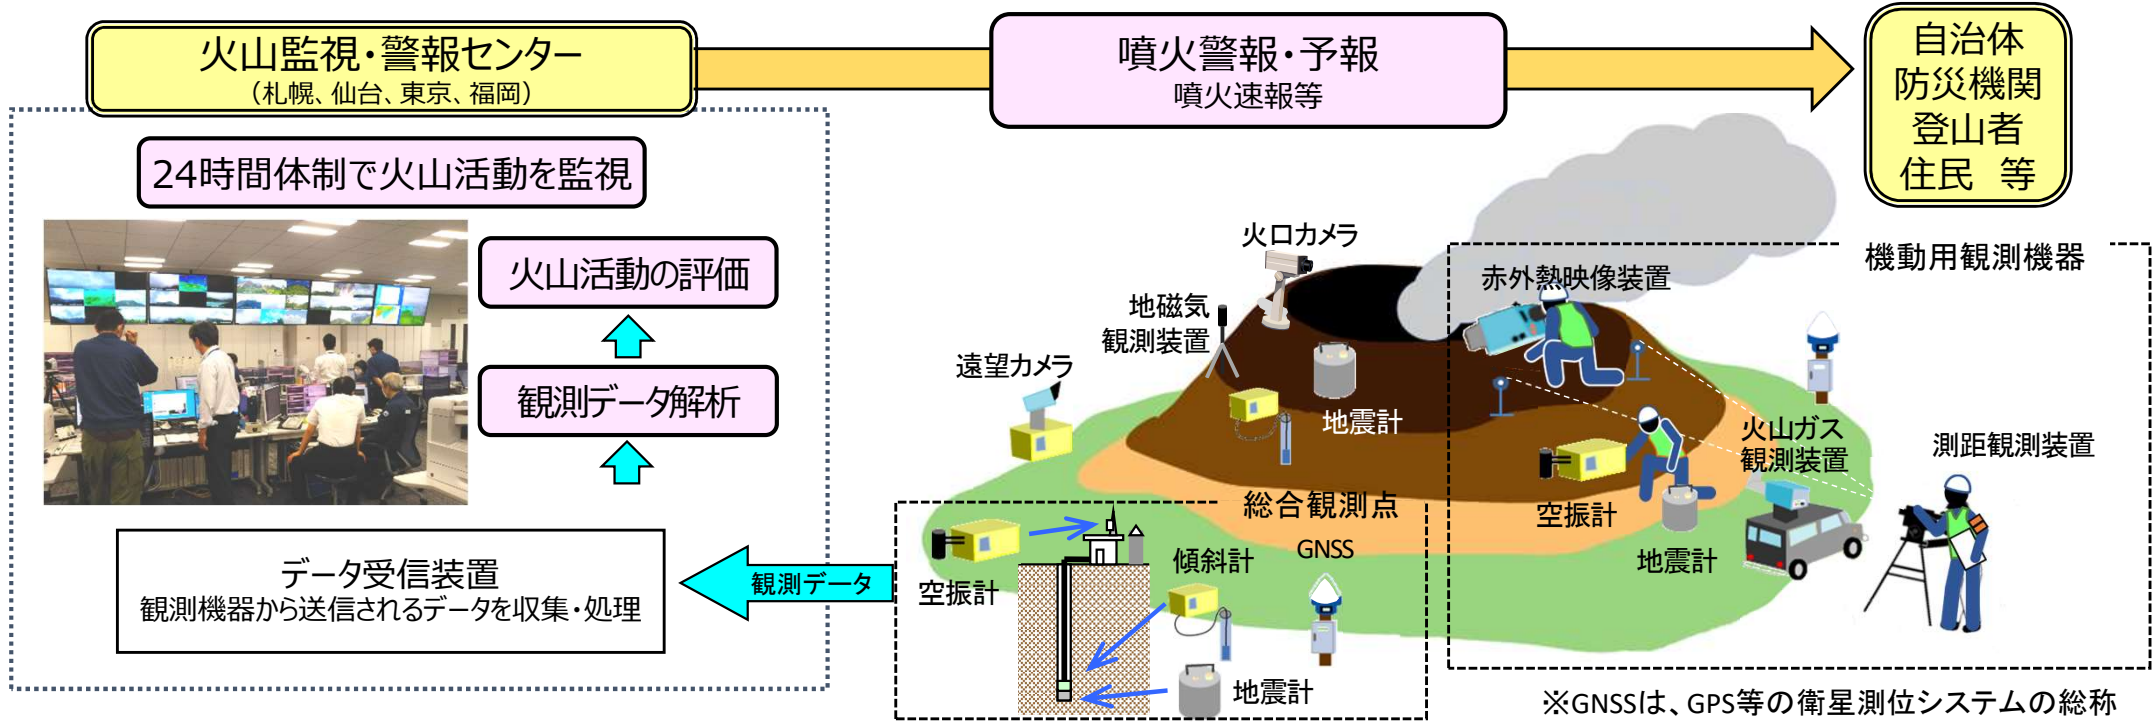 火山監視・警報センター
（札幌、仙台、東京、福岡）
噴火警報・予報
噴火速報等
自治体
防災機関
登山者
住民　等
24時間体制で火山活動を監視
火山活動の評価
観測データ解析
データ受信装置
観測機器から送信されるデータを収集・処理
観測データ
火口カメラ
地磁気
観測装置
遠望カメラ
地震計
機動用観測機器
赤外熱映像装置
火山ガス
観測装置
測距観測装置
空振計
地震計
総合観測点
GNSS
傾斜計
空振計
地震計
※GNSSは、GPS等の衛星測位システムの総称